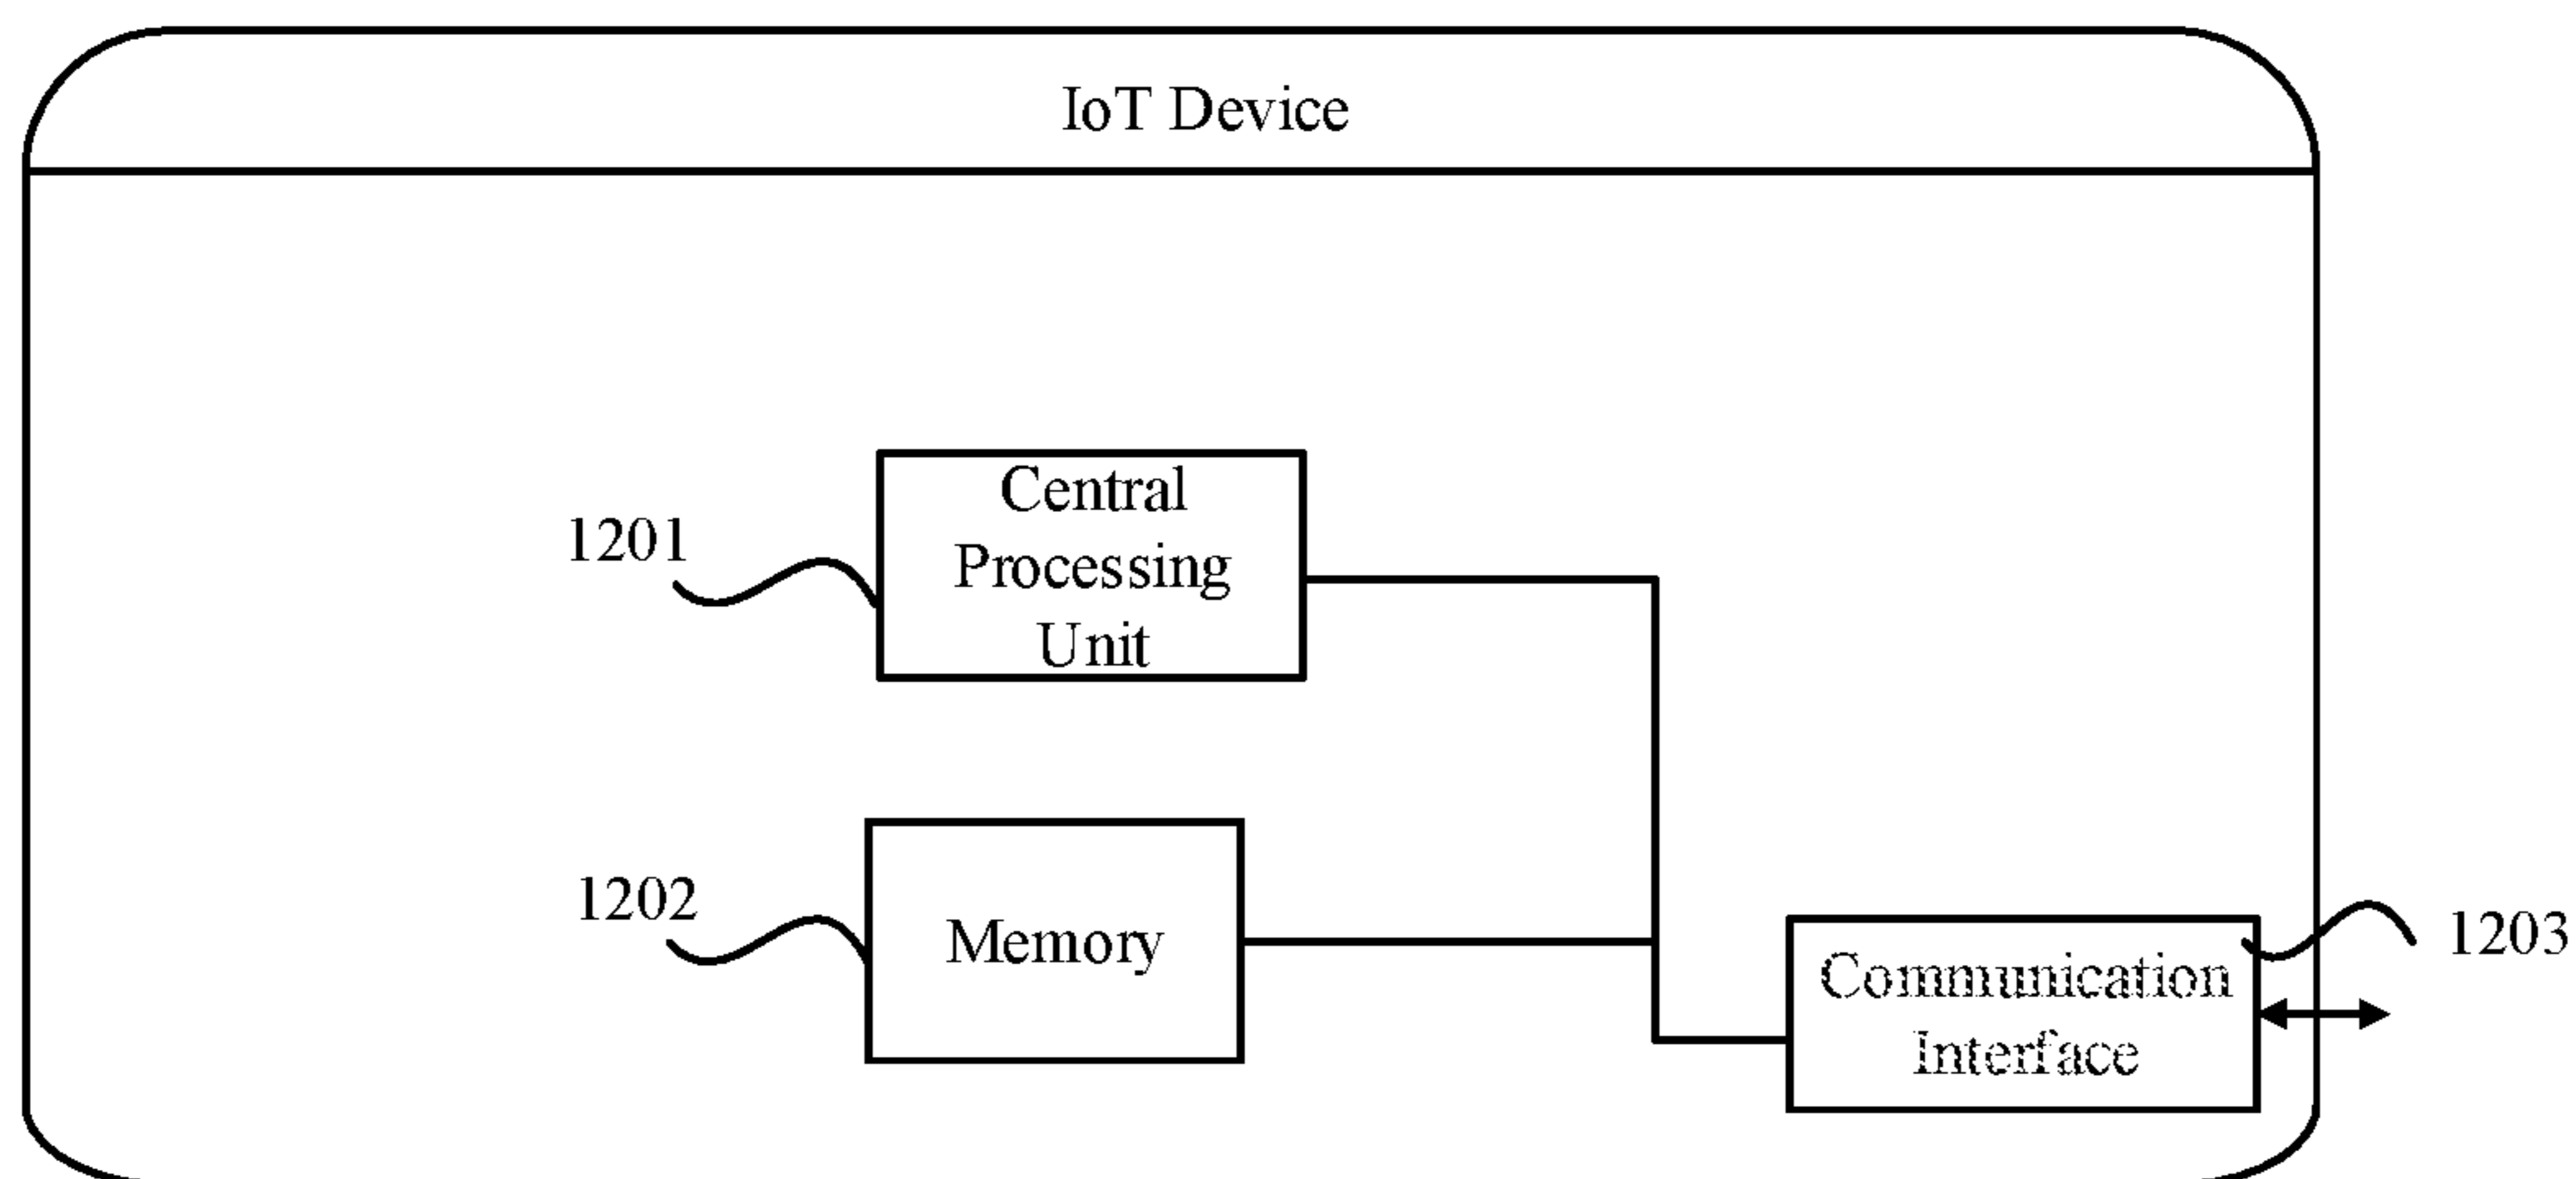 IoT Device
Central
Processing
Unit
1201
Memory
1202
Communication
Interface
1203